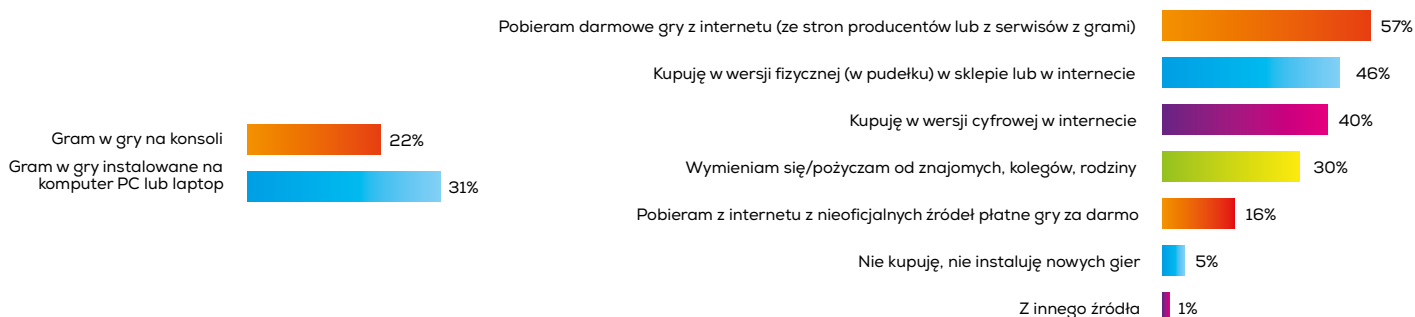 Gram w gry na konsoli 22%
Gram w gry instalowane na
komputer PC lub laptop 31%
Pobieram darmowe gry z internetu (ze stron producentów lub z serwisów z grami) 57%
Kupuję w wersji fizycznej (w pudełku) w sklepie lub w internecie 46%
Kupuję w wersji cyfrowej w internecie 40%
Wymieniam się/pożyczam od znajomych, kolegów, rodziny 30%
Pobieram z internetu z nieoficjalnych źródeł płatne gry za darmo 16%
Nie kupuję, nie instaluję nowych gier 5%
Z innego źródła 1%